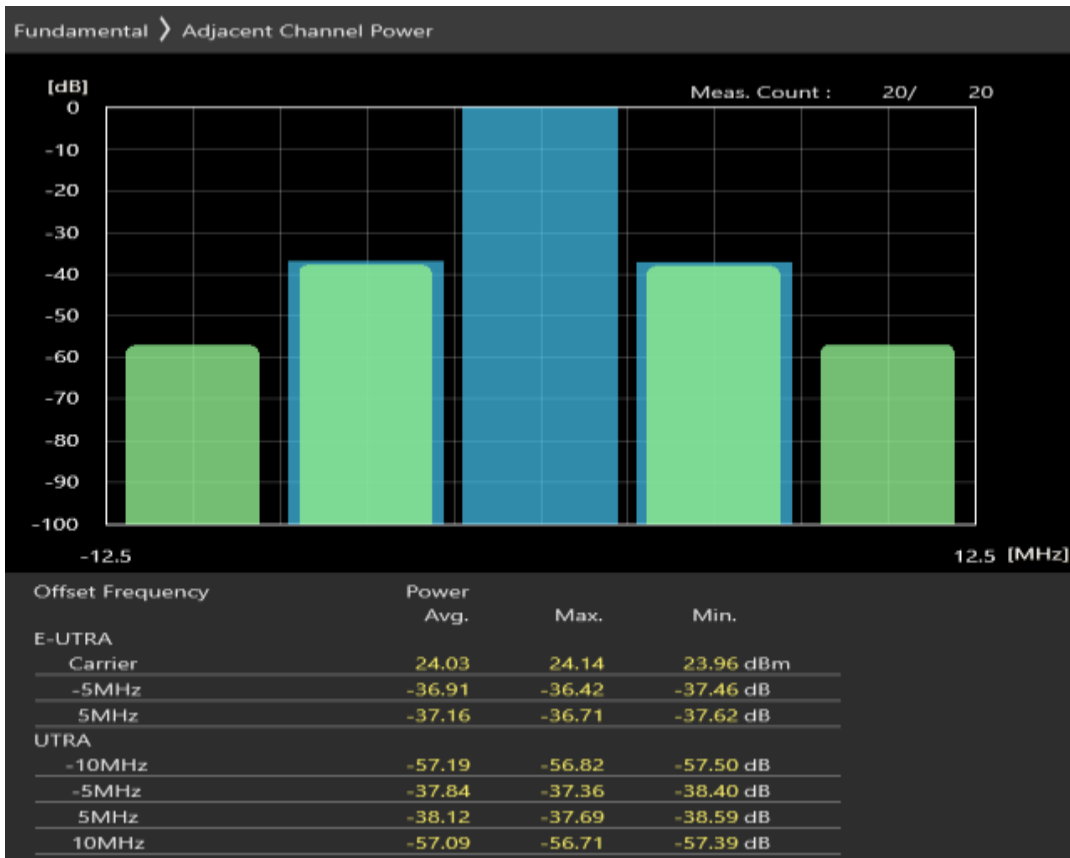 Fundamental 〉 Adjacent Channel Power
[dB]
Meas. Count : 20/ 20
0
-10
-20
-30
-40
-50
-60
-70
-80
-90
-100
-12.5 12.5 [MHz]
Offset Frequency Power
Avg. Max. Min.
E-UTRA
Carrier 24.03 24.14 23.96 dBm
-5MHz -36.91 -36.42 -37.46 dB
5MHz -37.16 -36.71 -37.62 dB
UTRA
-10MHz -57.19 -56.82 -57.50 dB
-5MHz -37.84 -37.36 -38.40 dB
5MHz -38.12 -37.69 -38.59 dB
10MHz -57.09 -56.71 -57.39 dB